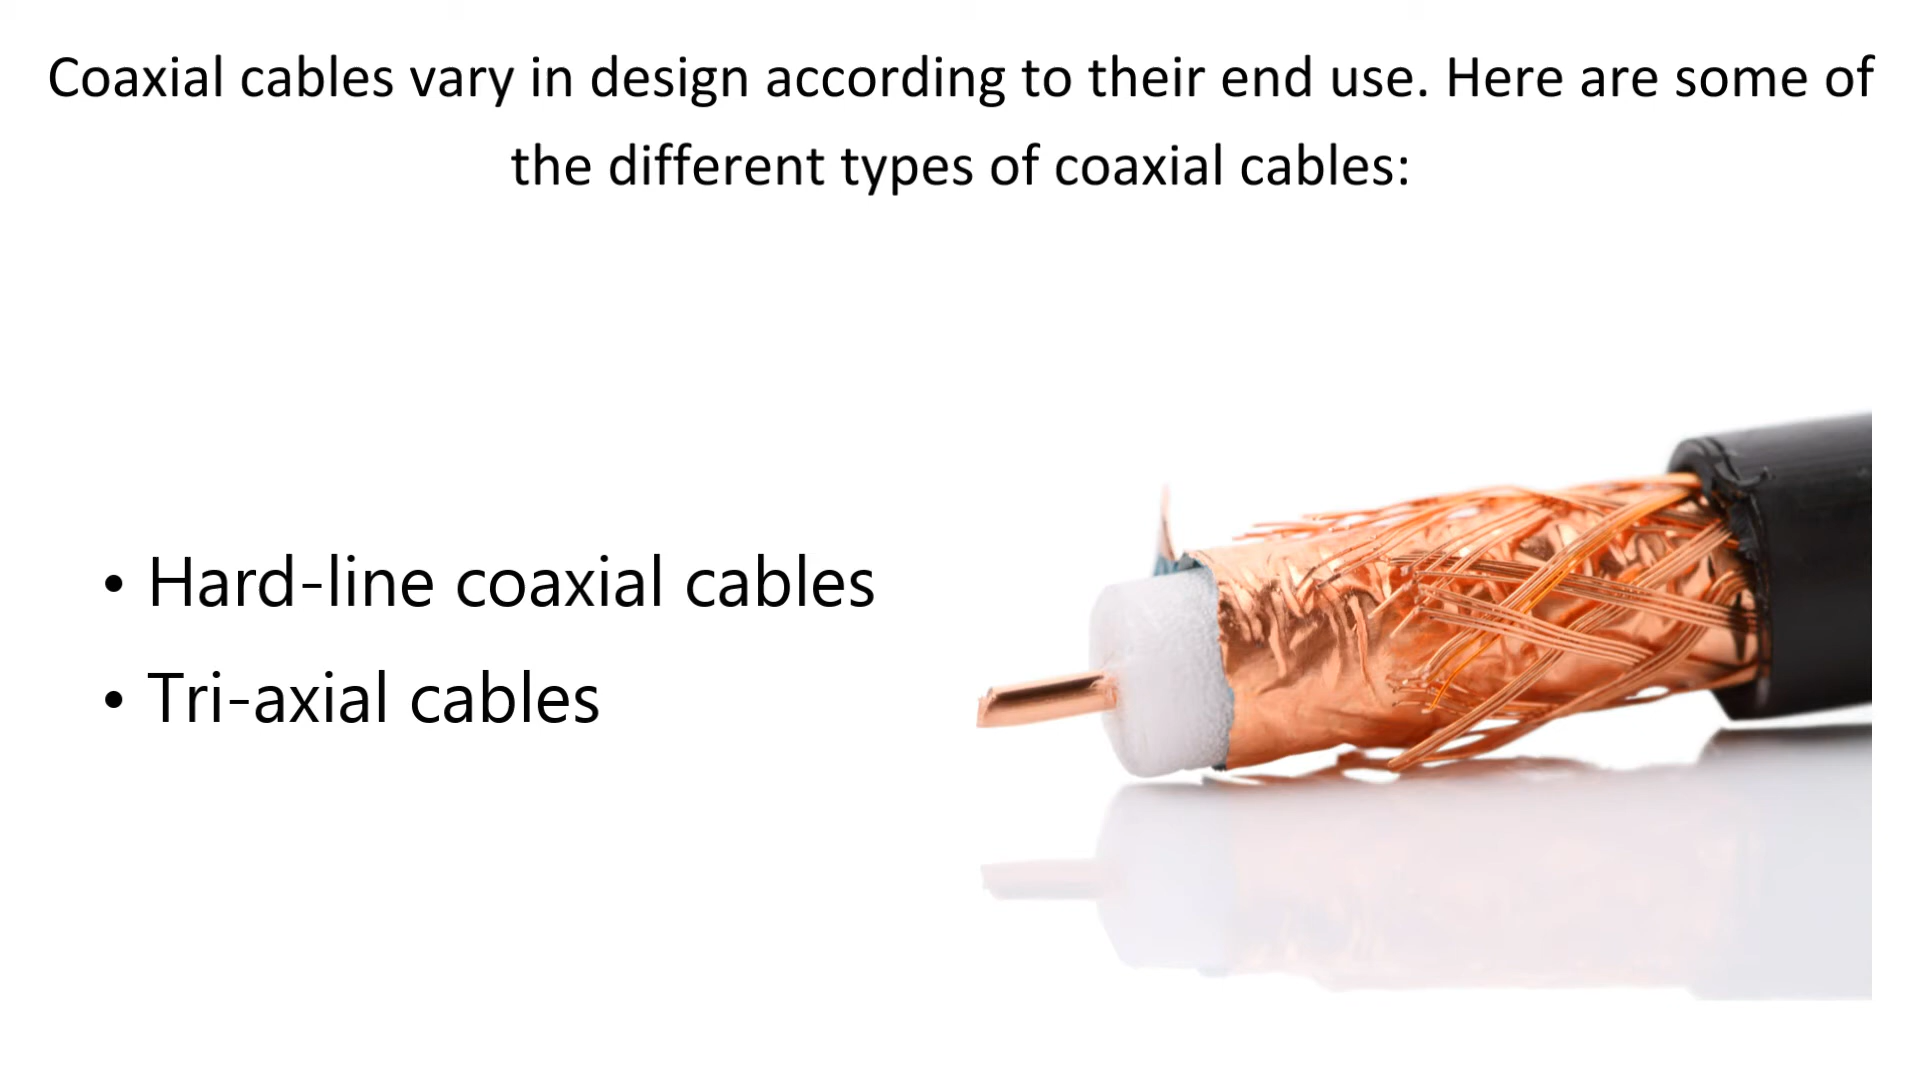 Coaxial cables vary in design according to their end use. Here are some of
the different types of coaxial cables:
• Hard-line coaxial cables
• Tri-axial cables